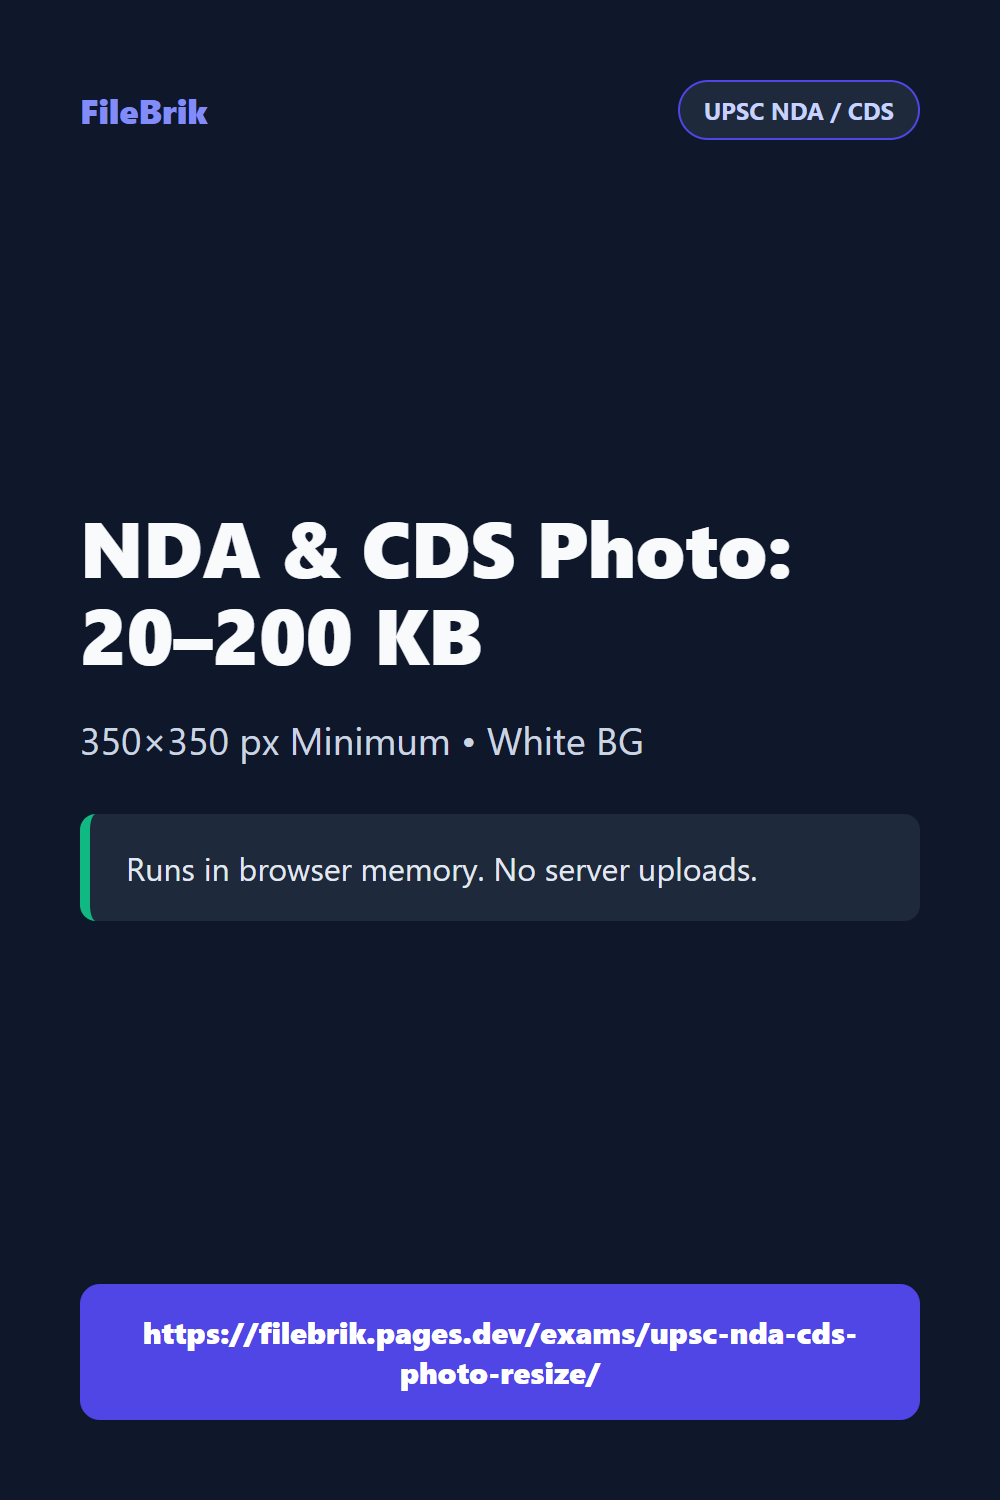 FileBrik
UPSC NDA / CDS
NDA & CDS Photo:
20–200 KB
350×350 px Minimum • White BG
Runs in browser memory. No server uploads.
https://filebrik.pages.dev/exams/upsc-nda-cds-
photo-resize/